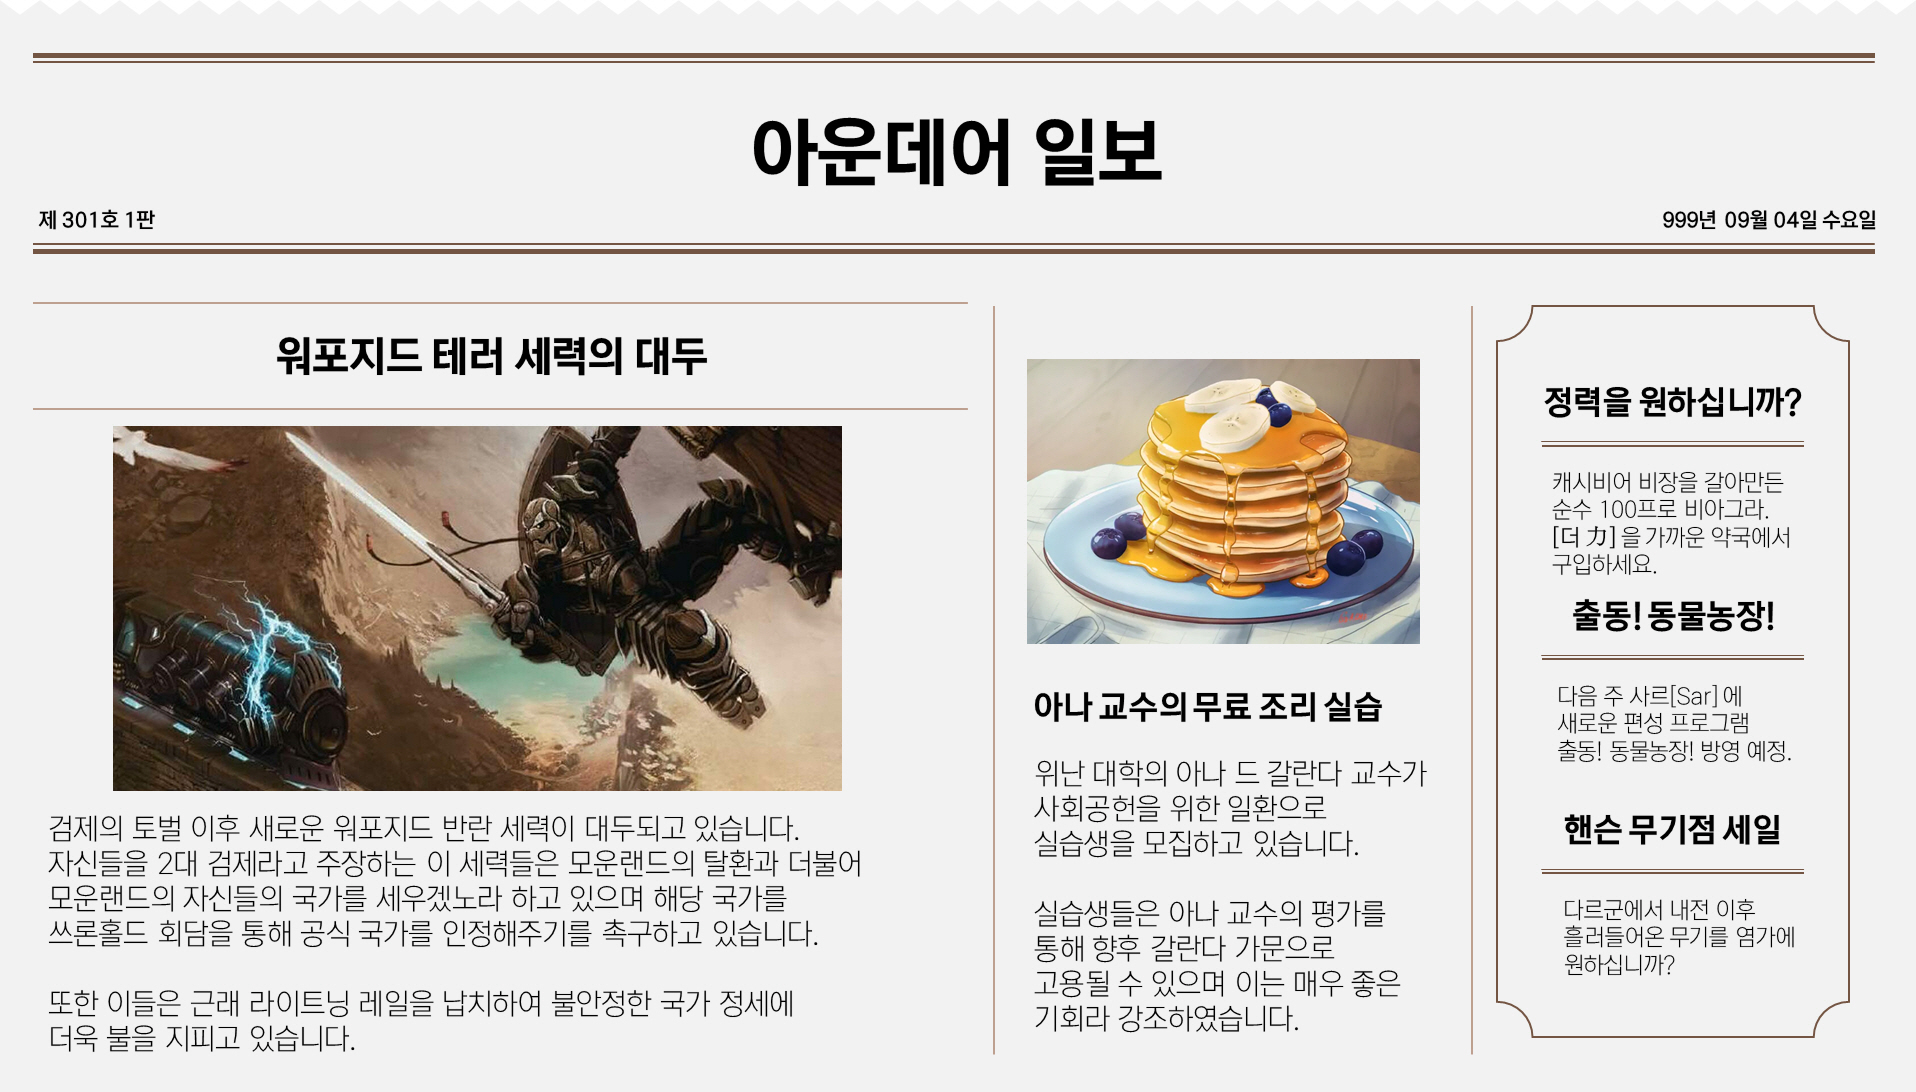 아운데어 일보
제 301호 1판
999년 09월 04일 수요일
워포지드 테러 세력의 대두
검제의 토벌 이후 새로운 워포지드 반란 세력이 대두되고 있습니다.
자신들을 2대 검제라고 주장하는 이 세력들은 모운랜드의 탈환과 더불어
모운랜드의 자신들의 국가를 세우겠노라 하고 있으며 해당 국가를
쓰론홀드 회담을 통해 공식 국가를 인정해주기를 촉구하고 있습니다.
또한 이들은 근래 라이트닝 레일을 납치하여 불안정한 국가 정세에
더욱 불을 지피고 있습니다.
아나 교수의 무료 조리 실습
위난 대학의 아나 드 갈란다 교수가
사회공헌을 위한 일환으로
실습생을 모집하고 있습니다.
실습생들은 아나 교수의 평가를
통해 향후 갈란다 가문으로
고용될 수 있으며 이는 매우 좋은
기회라 강조하였습니다.
정력을 원하십니까?
캐시비어 비장을 갈아만든
순수 100프로 비아그라.
[더 力] 을 가까운 약국에서
구입하세요.
출동! 동물농장!
다음 주 사르[Sar] 에
새로운 편성 프로그램
출동! 동물농장! 방영 예정.
핸슨 무기점 세일
다르군에서 내전 이후
흘러들어온 무기를 염가에
원하십니까?